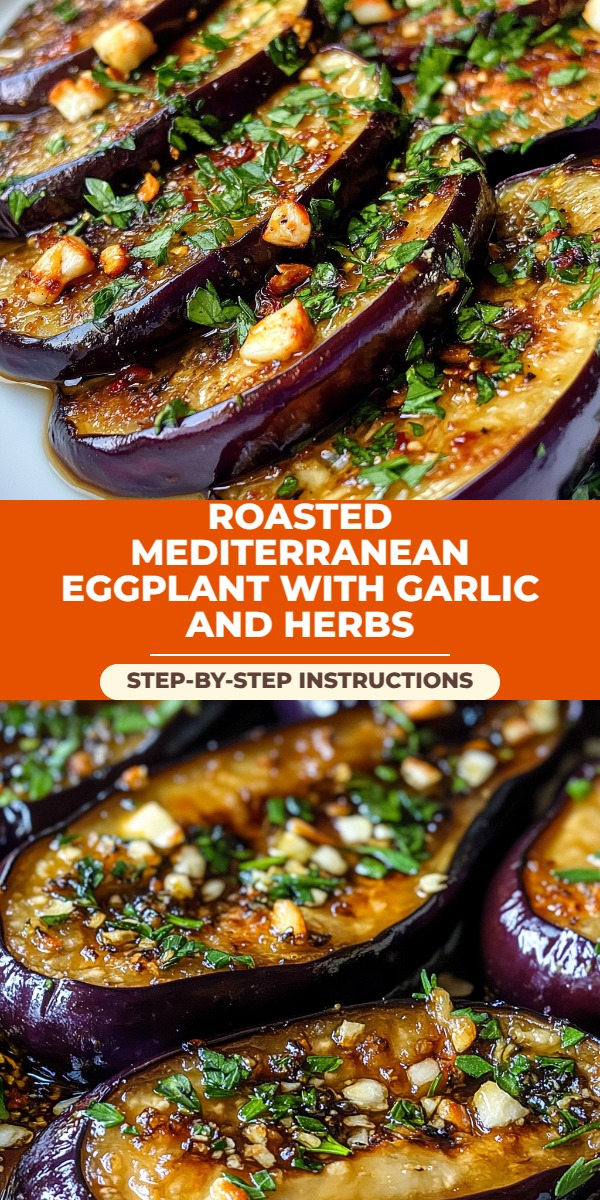 ROASTED
MEDITERRANEAN
EGGPLANT WITH GARLIC
AND HERBS
STEP-BY-STEP INSTRUCTIONS